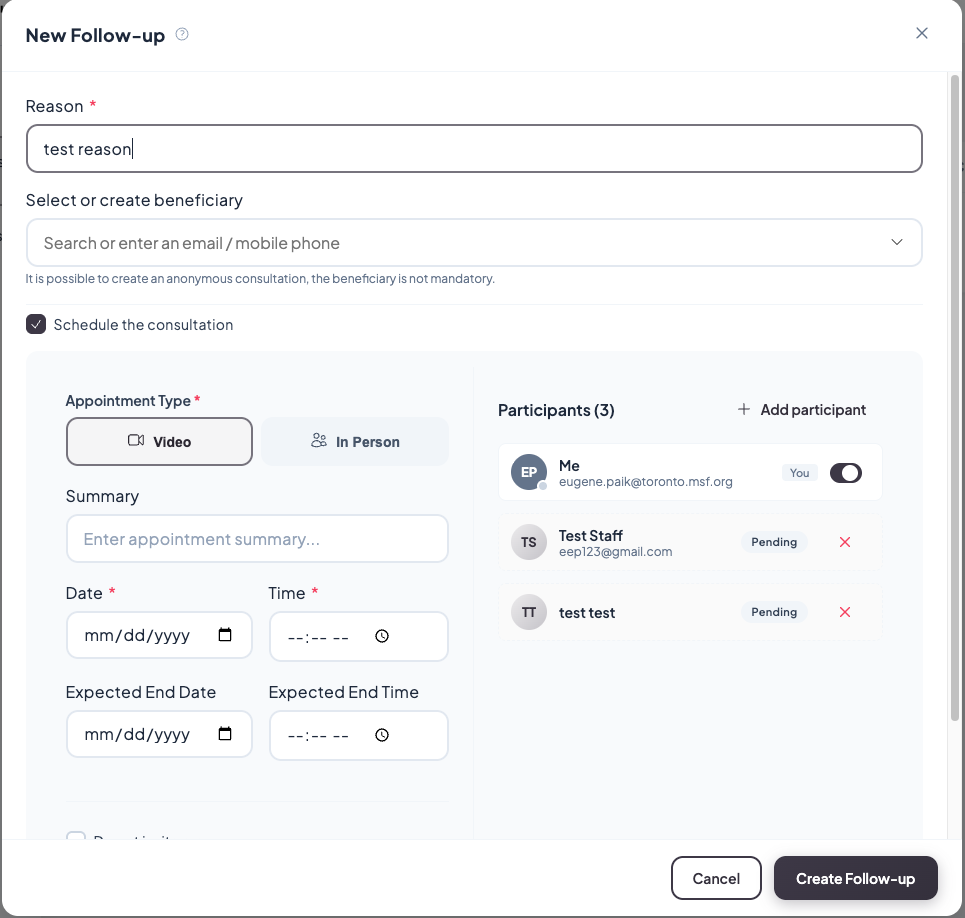 New Follow-up
Reason *
test reason
Select or create beneficiary
Search or enter an email / mobile phone
It is possible to create an anonymous consultation, the beneficiary is not mandatory.
Schedule the consultation
Appointment Type *
Video
In Person
Summary
Enter appointment summary...
Date *
Time *
mm/dd/yyyy
--:-- --
Expected End Date
Expected End Time
mm/dd/yyyy
--:-- --
Participants (3)
+ Add participant
EP
Me
eugene.paik@toronto.msf.org
You
TS
Test Staff
eep123@gmail.com
Pending
TT
test test
Pending
Cancel
Create Follow-up